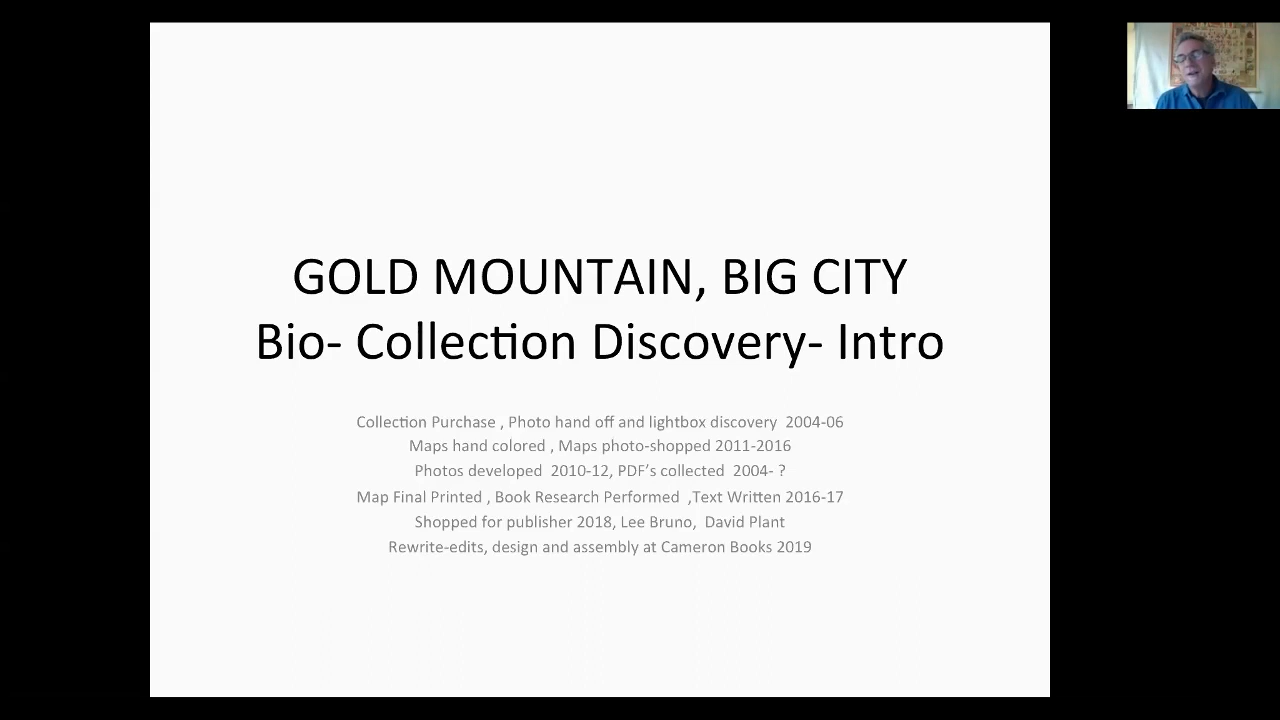 GOLD MOUNTAIN, BIG CITY
Bio- Collection Discovery- Intro
Collection Purchase , Photo hand off and lightbox discovery  2004-06
Maps hand colored , Maps photo-shopped 2011-2016
Photos developed  2010-12, PDF's collected  2004- ?
Map Final Printed , Book Research Performed  ,Text Written 2016-17
Shopped for publisher 2018, Lee Bruno,  David Plant
Rewrite-edits, design and assembly at Cameron Books 2019